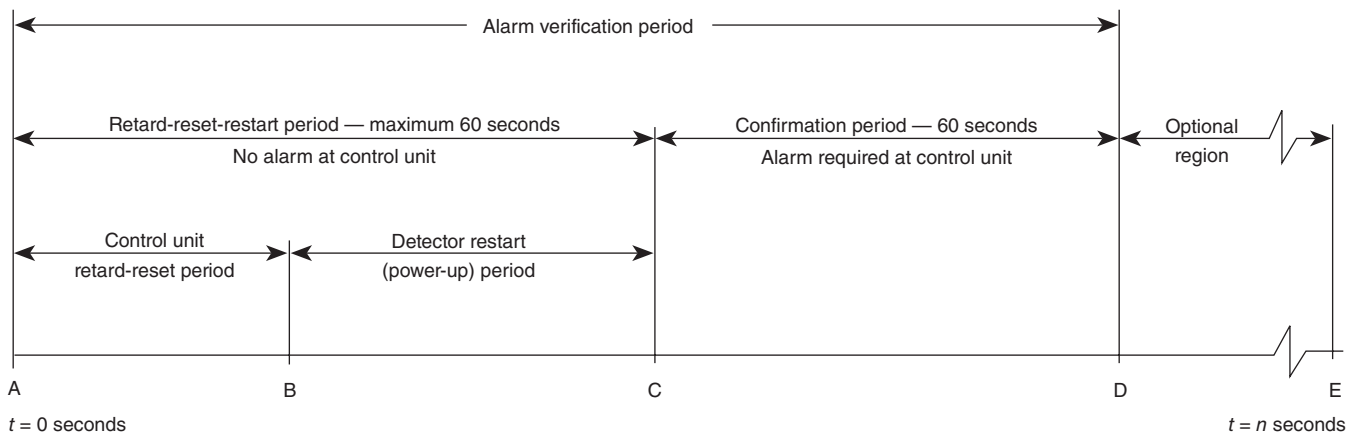 Alarm verification period
Retard-reset-restart period — maximum 60 seconds
No alarm at control unit
Confirmation period — 60 seconds
Alarm required at control unit
Optional
region
Control unit
retard-reset period
Detector restart
(power-up) period
A
B
C
D
E
t = 0 seconds
t = n seconds